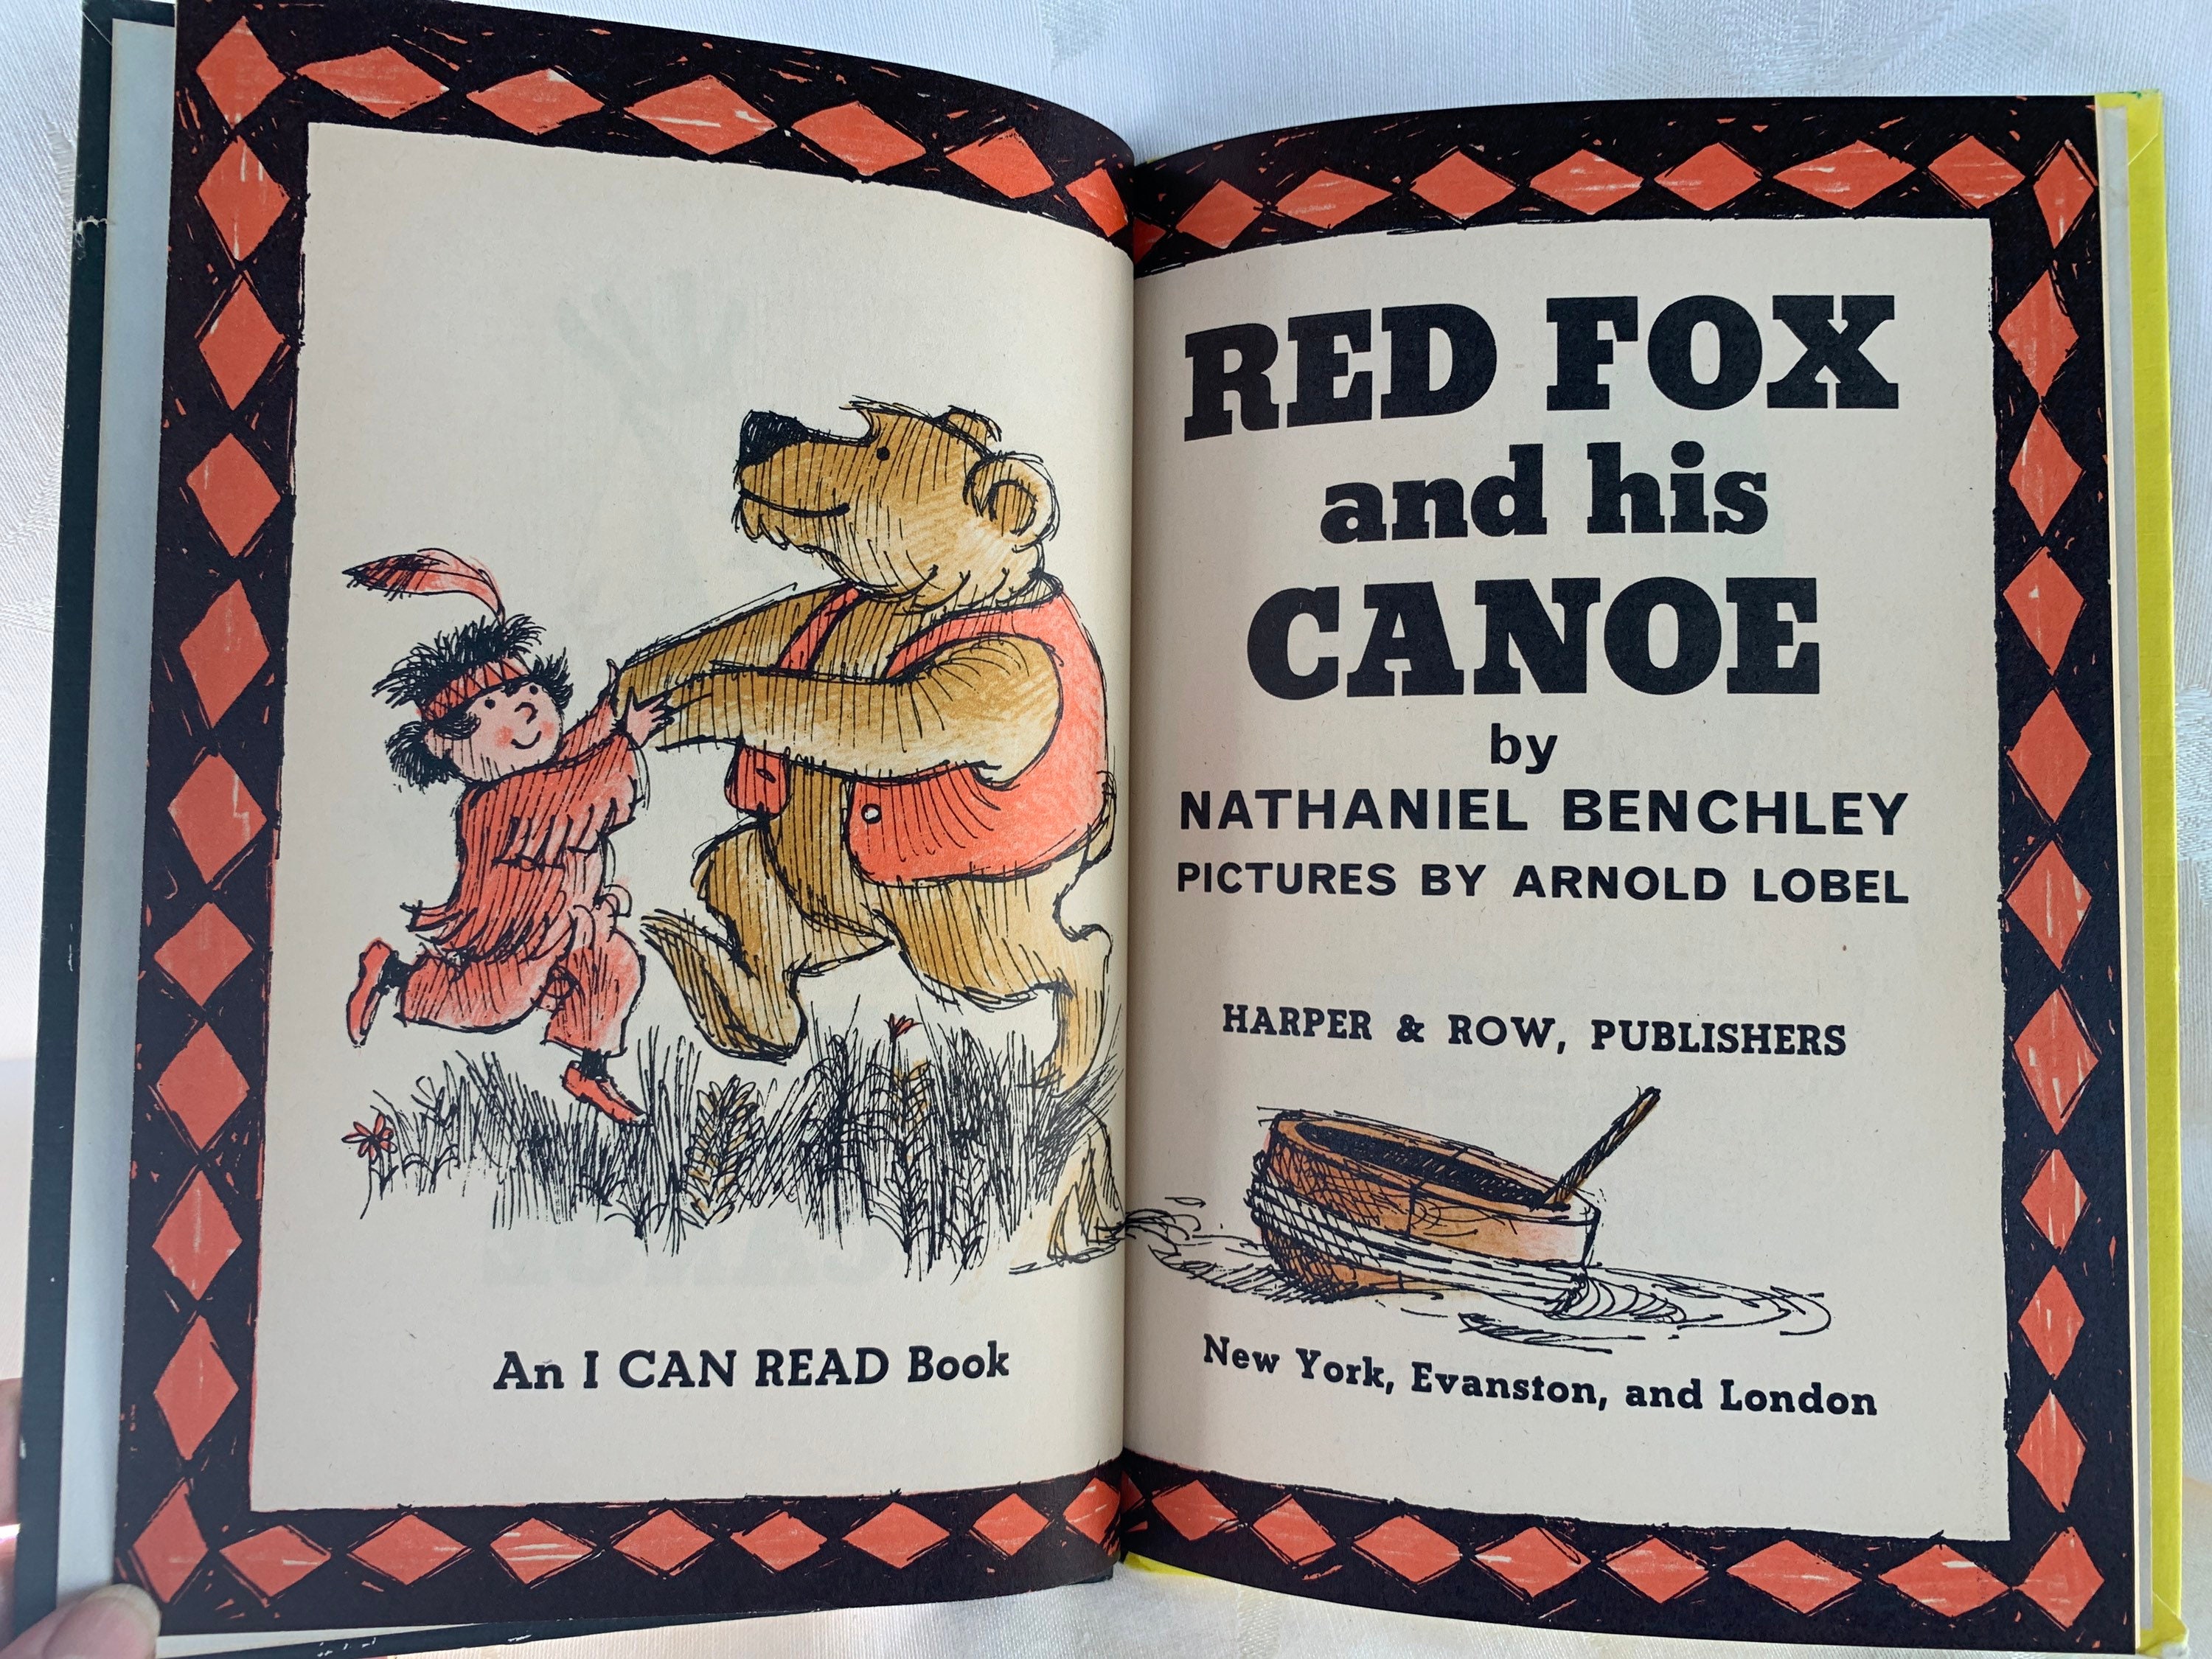 An I CAN READ Book
RED FOX
and his
CANOE
by
NATHANIEL BENCHLEY
PICTURES BY ARNOLD LOBEL
HARPER & ROW, PUBLISHERS
New York, Evanston, and London